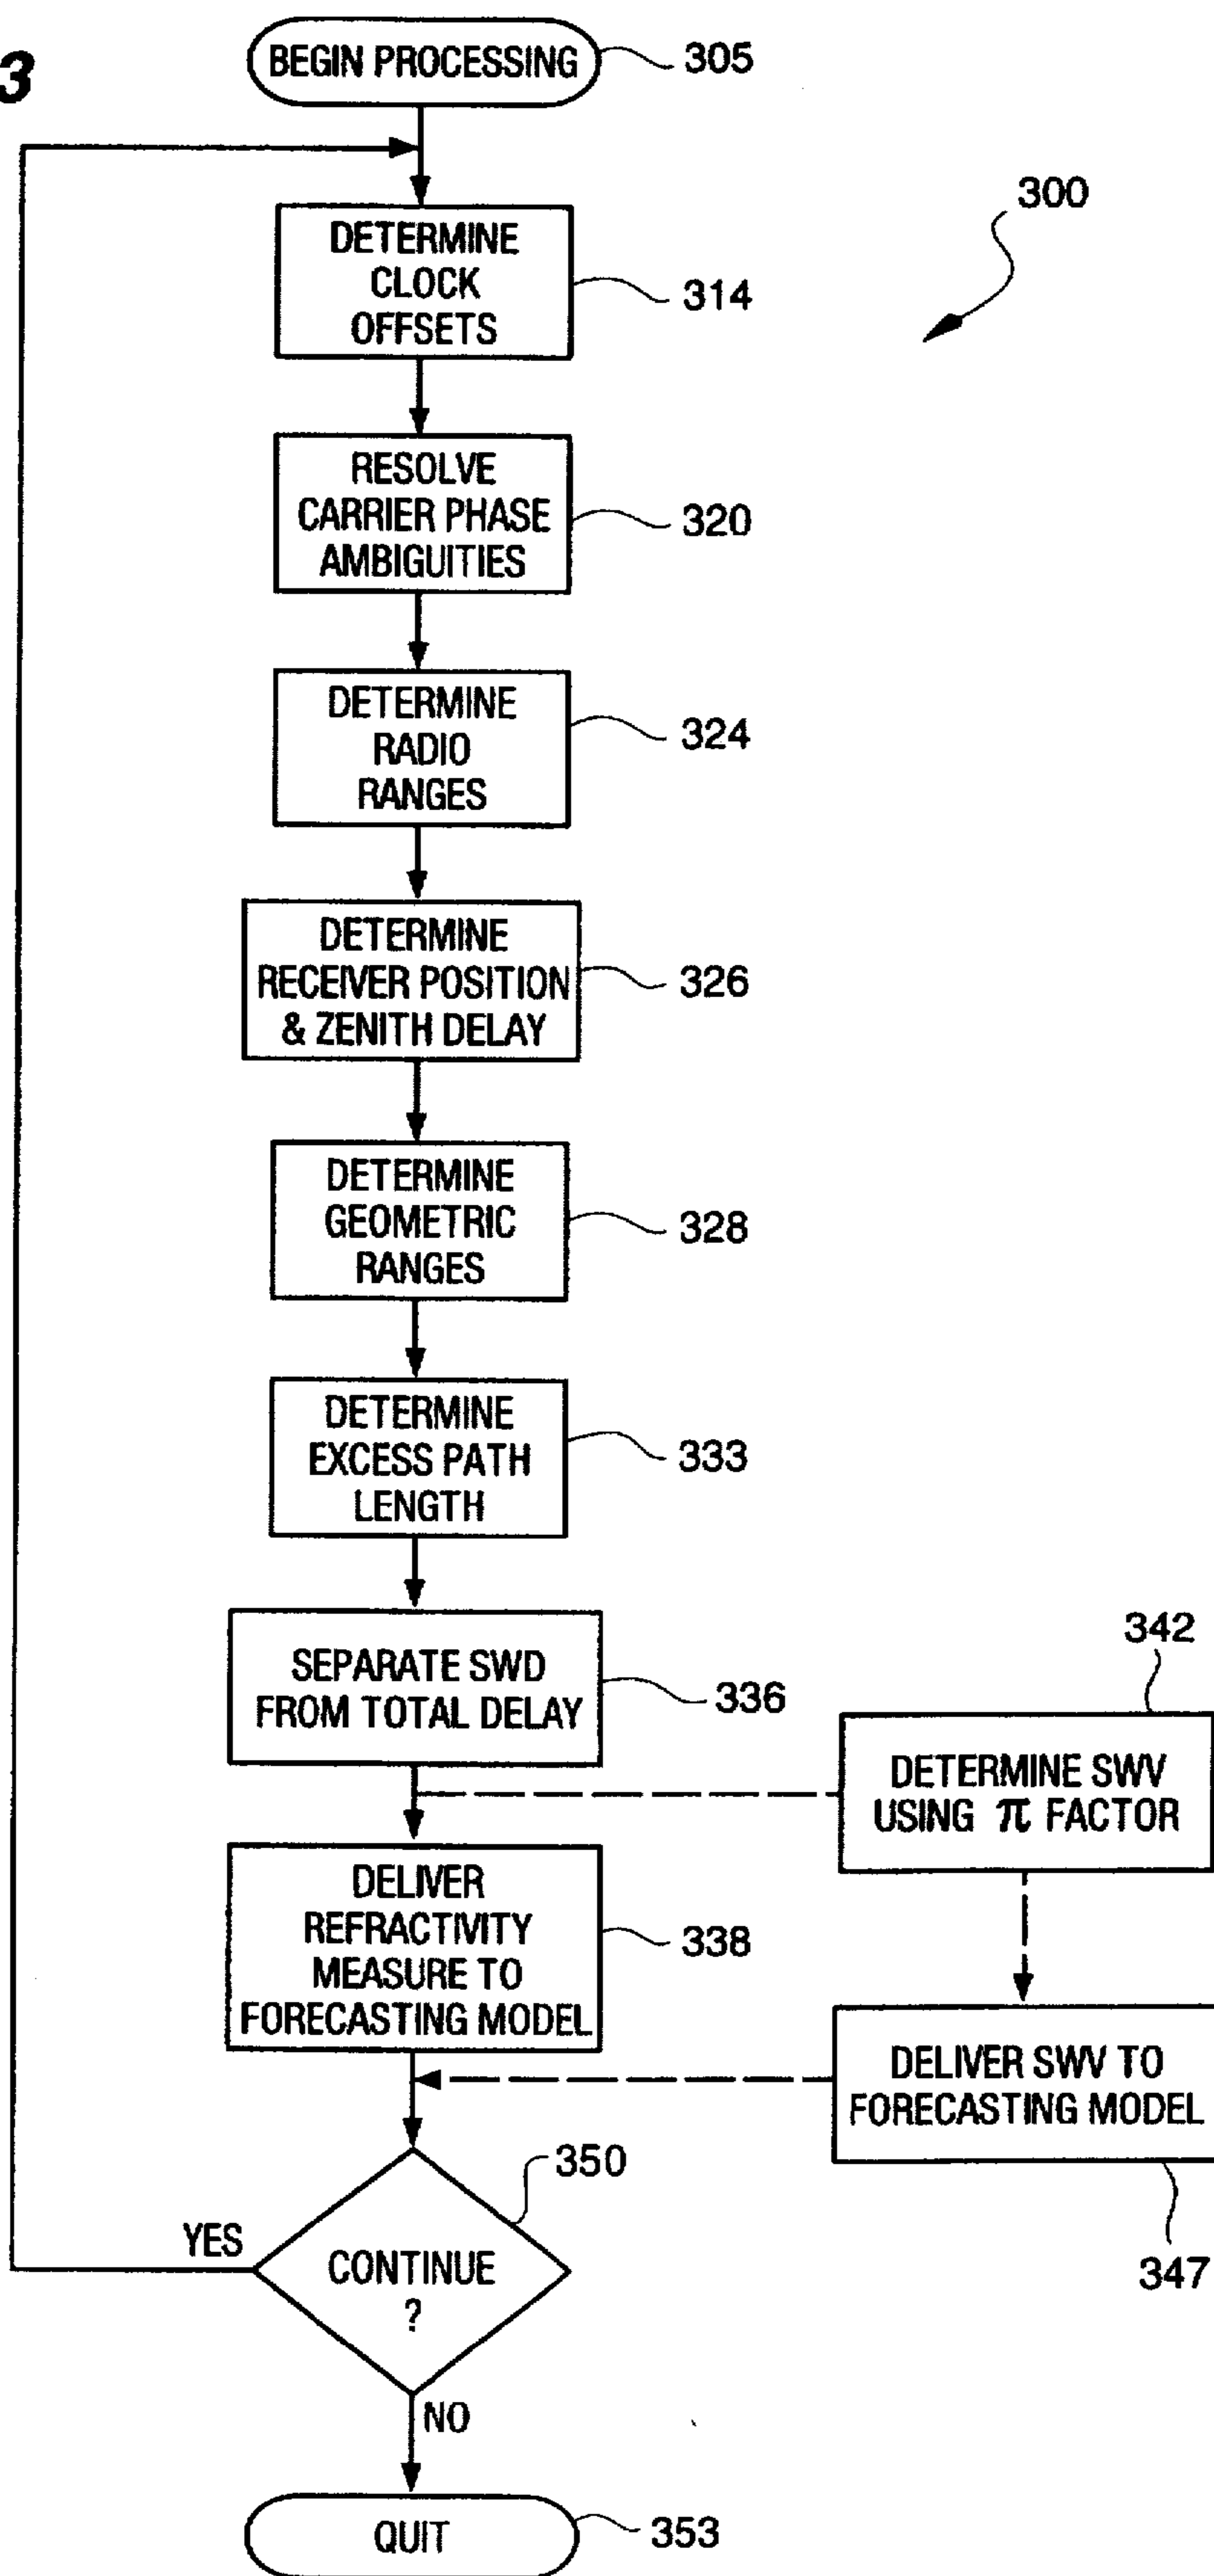 3
BEGIN PROCESSING
305
300
DETERMINE
CLOCK
OFFSETS
314
RESOLVE
CARRIER PHASE
AMBIGUITIES
320
DETERMINE
RADIO
RANGES
324
DETERMINE
RECEIVER POSITION
& ZENITH DELAY
326
DETERMINE
GEOMETRIC
RANGES
328
DETERMINE
EXCESS PATH
LENGTH
333
SEPARATE SWD
FROM TOTAL DELAY
336
342
DETERMINE SWV
USING π FACTOR
DELIVER
REFRACTIVITY
MEASURE TO
FORECASTING MODEL
338
DELIVER SWV TO
FORECASTING MODEL
347
350
YES
CONTINUE
?
NO
QUIT
353